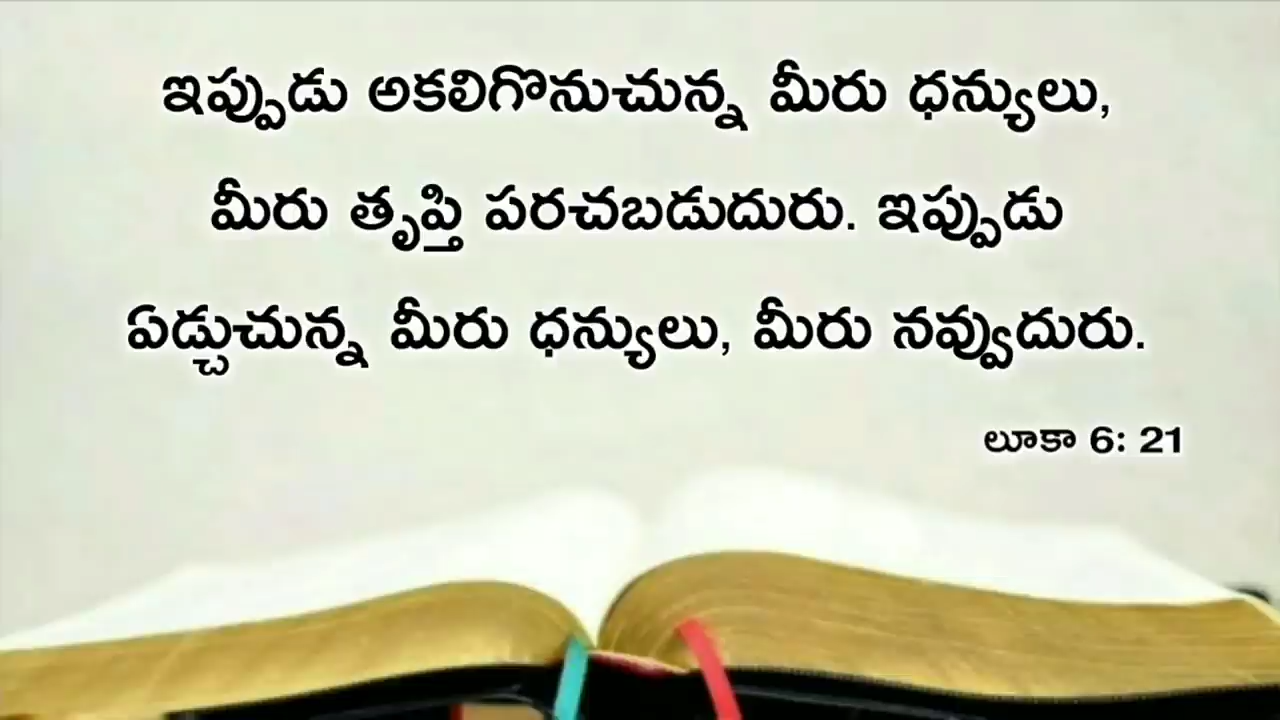 ఇప్పుడు అకలిగొనుచున్న మీరు ధన్యులు,
మీరు తృప్తి పరచబడుదురు. ఇప్పుడు
ఏడ్చుచున్న మీరు ధన్యులు, మీరు నవ్వుదురు.
లూకా 6: 21